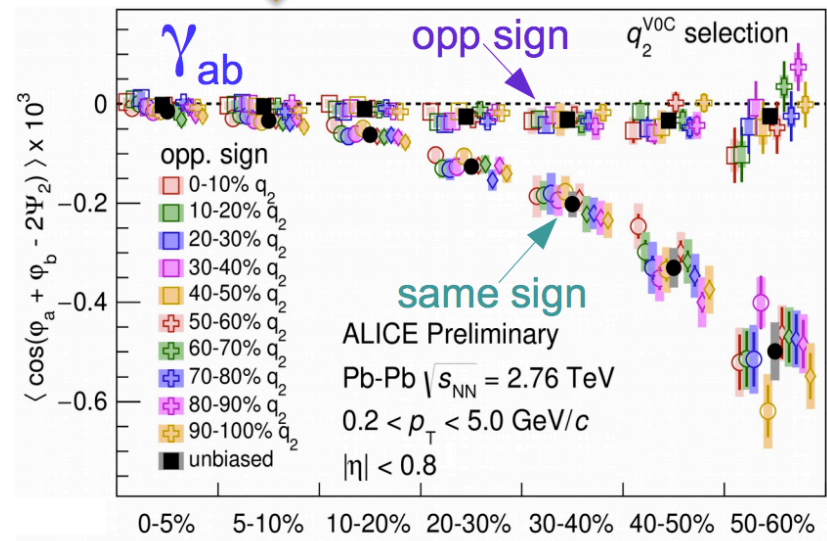 γab
opp sign
q₂^V0C selection
⟨ cos(φa + φb - 2Ψ₂) ⟩ x 10³
0
−0.2
−0.4
−0.6
opp. sign
0-10% q₂
10-20% q₂
20-30% q₂
30-40% q₂
40-50% q₂
50-60% q₂
60-70% q₂
70-80% q₂
80-90% q₂
90-100% q₂
unbiased
same sign
ALICE Preliminary
Pb-Pb √sNN = 2.76 TeV
0.2 < pT < 5.0 GeV/c
|η| < 0.8
0-5% 5-10% 10-20% 20-30% 30-40% 40-50% 50-60%